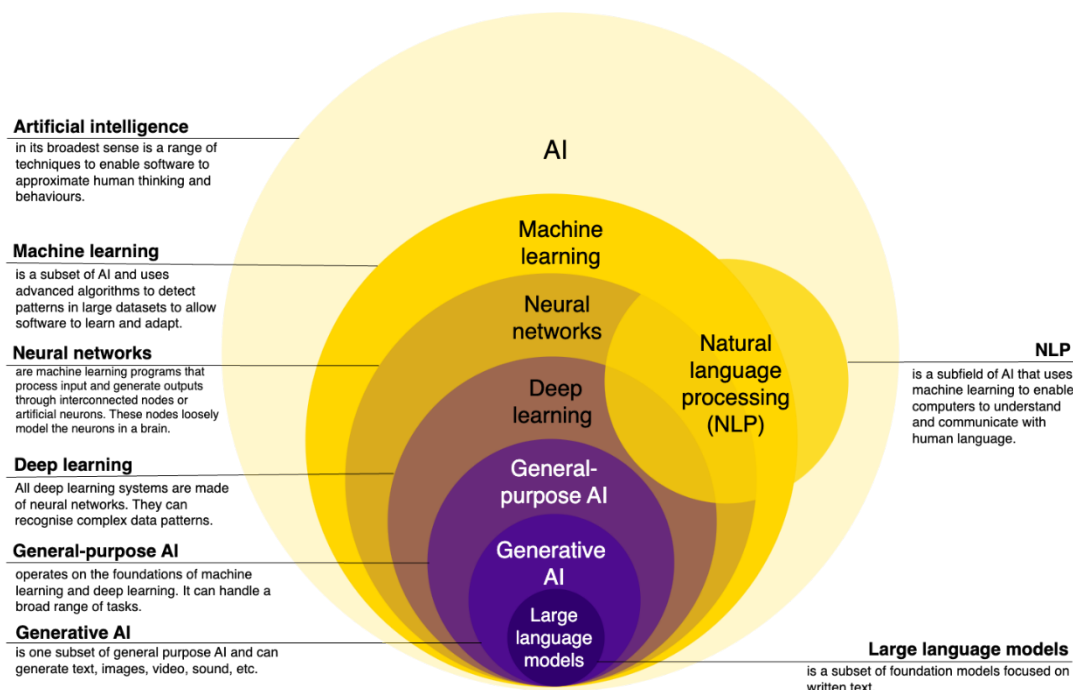 Artificial intelligence
in its broadest sense is a range of
techniques to enable software to
approximate human thinking and
behaviours.
Machine learning
is a subset of AI and uses
advanced algorithms to detect
patterns in large datasets to allow
software to learn and adapt.
Neural networks
are machine learning programs that
process input and generate outputs
through interconnected nodes or
artificial neurons. These nodes loosely
model the neurons in a brain.
Deep learning
All deep learning systems are made
of neural networks. They can
recognise complex data patterns.
General-purpose AI
operates on the foundations of machine
learning and deep learning. It can handle a
broad range of tasks.
Generative AI
is one subset of general purpose AI and can
generate text, images, video, sound, etc.
AI
Machine
learning
Neural
networks
Deep
learning
General-
purpose AI
Generative
AI
Large
language
models
Natural
language
processing
(NLP)
NLP
is a subfield of AI that uses
machine learning to enable
computers to understand
and communicate with
human language.
Large language models
is a subset of foundation models focused on
written text